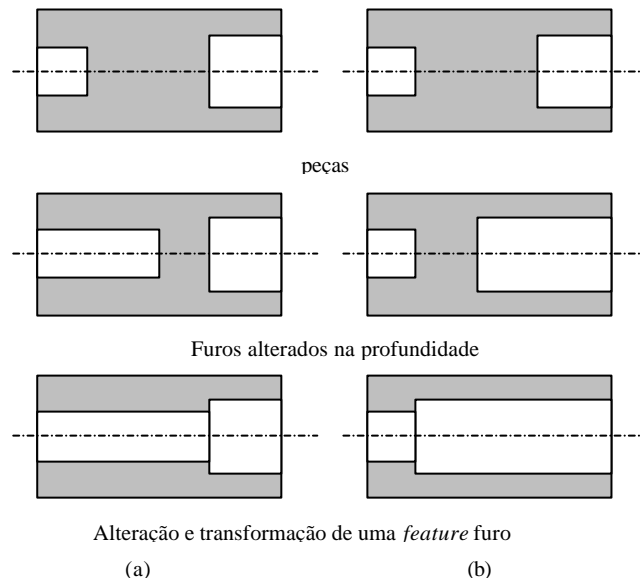 peças
Furos alterados na profundidade
Alteração e transformação de uma feature furo
(a) (b)